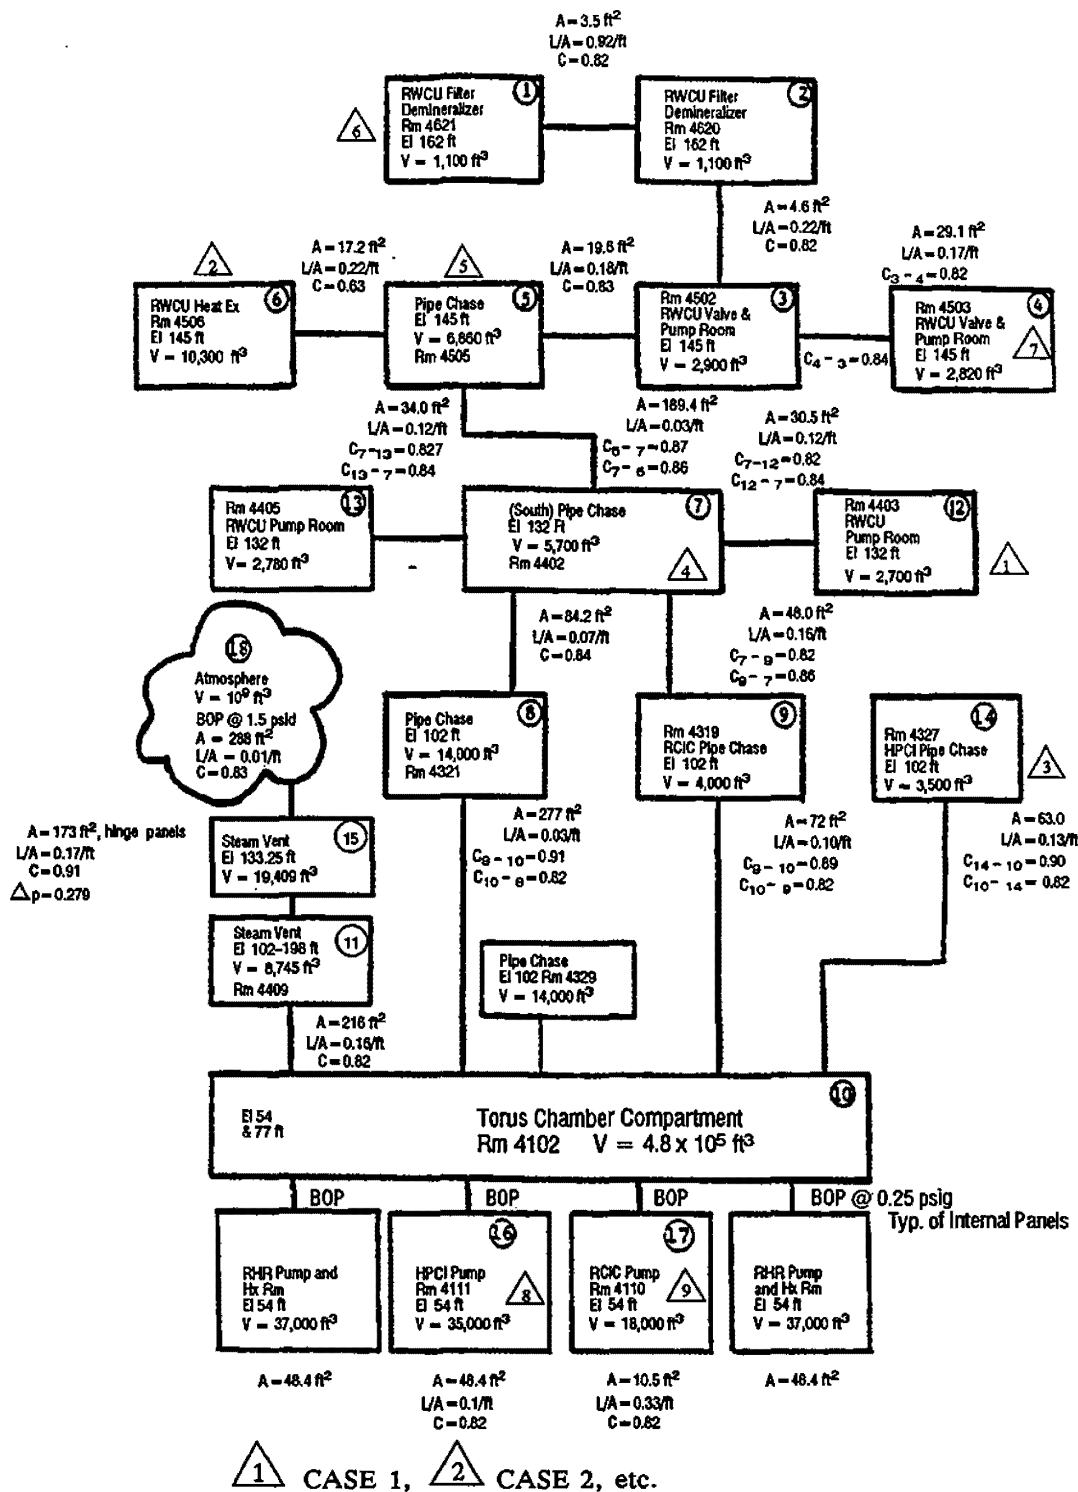 A = 3.5 ft²
L/A = 0.92/ft
C = 0.82
RWCU Filter
Demineralizer
Rm 4621
El 162 ft
V = 1,100 ft³
1
6
RWCU Filter
Demineralizer
Rm 4620
El 162 ft
V = 1,100 ft³
2
A = 4.6 ft²
L/A = 0.22/ft
C = 0.82
A = 17.2 ft²
L/A = 0.22/ft
C = 0.63
A = 19.6 ft²
L/A = 0.18/ft
C = 0.83
A = 29.1 ft²
L/A = 0.17/ft
C3 – 4 = 0.82
2
RWCU Heat Ex
Rm 4506
El 145 ft
V = 10,300 ft³
6
5
Pipe Chase
El 145 ft
V = 6,860 ft³
Rm 4505
5
Rm 4502
RWCU Valve &
Pump Room
El 145 ft
V = 2,900 ft³
3
C4 – 3 = 0.84
Rm 4503
RWCU Valve &
Pump Room
El 145 ft
V = 2,820 ft³
4
7
A = 34.0 ft²
L/A = 0.12/ft
C7–13 = 0.827
C13 – 7 = 0.84
A = 189.4 ft²
L/A = 0.03/ft
C5 – 7 = 0.87
C7 – 5 = 0.86
A = 30.5 ft²
L/A = 0.12/ft
C7–12 = 0.82
C12 – 7 = 0.84
Rm 4405
RWCU Pump Room
El 132 ft
V = 2,780 ft³
13
(South) Pipe Chase
El 132 Ft
V = 5,700 ft³
Rm 4402
7
4
Rm 4403
RWCU
Pump Room
El 132 ft
V = 2,700 ft³
12
1
A = 84.2 ft²
L/A = 0.07/ft
C = 0.84
A = 48.0 ft²
L/A = 0.16/ft
C7 – 9 = 0.82
C9 – 7 = 0.86
18
Atmosphere
V = 10⁹ ft³
BOP @ 1.5 psid
A = 288 ft²
L/A = 0.01/ft
C = 0.83
Pipe Chase
El 102 ft
V = 14,000 ft³
Rm 4321
8
Rm 4319
RCIC Pipe Chase
El 102 ft
V = 4,000 ft³
9
Rm 4327
HPCI Pipe Chase
El 102 ft
V = 3,500 ft³
14
3
A = 173 ft², hinge panels
L/A = 0.17/ft
C = 0.91
Δp = 0.279
Steam Vent
El 133.25 ft
V = 19,409 ft³
15
A = 277 ft²
L/A = 0.03/ft
C9 – 10 = 0.91
C10 – 8 = 0.82
A = 72 ft²
L/A = 0.10/ft
C9 – 10 = 0.89
C10 – 9 = 0.82
A = 63.0
L/A = 0.13/ft
C14 – 10 = 0.90
C10 – 14 = 0.82
Steam Vent
El 102–198 ft
V = 8,745 ft³
Rm 4409
11
Pipe Chase
El 102 Rm 4329
V = 14,000 ft³
A = 216 ft²
L/A = 0.16/ft
C = 0.82
El 54
& 77 ft
Torus Chamber Compartment
Rm 4102 V = 4.8 x 10⁵ ft³
10
BOP
BOP
BOP
BOP @ 0.25 psig
Typ. of Internal Panels
RHR Pump and
Hx Rm
El 54 ft
V = 37,000 ft³
16
HPCI Pump
Rm 4111
El 54 ft
V = 35,000 ft³
8
17
RCIC Pump
Rm 4110
El 54 ft
V = 18,000 ft³
9
RHR Pump
and Hx Rm
El 54 ft
V = 37,000 ft³
A = 48.4 ft²
A = 48.4 ft²
L/A = 0.1/ft
C = 0.82
A = 10.5 ft²
L/A = 0.33/ft
C = 0.82
A = 48.4 ft²
1 CASE 1, 2 CASE 2, etc.